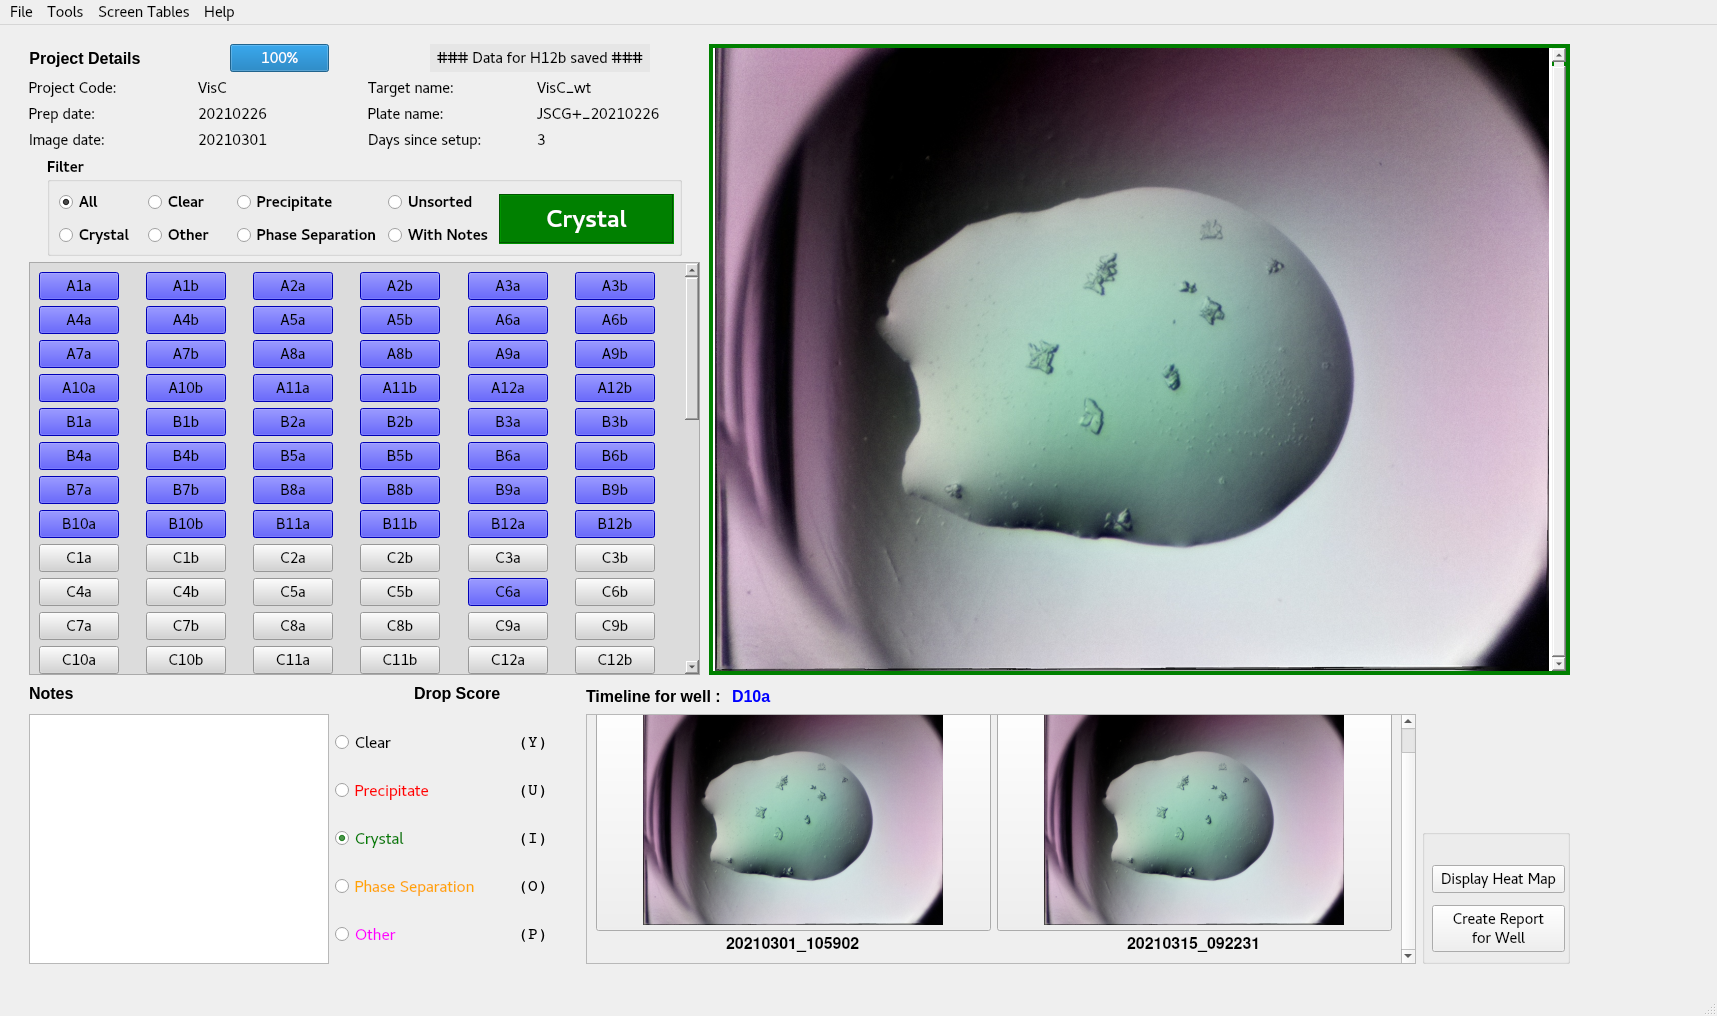 File Tools Screen Tables Help
Project Details 100% ### Data for H12b saved ###
Project Code: VisC Target name: VisC_wt
Prep date: 20210226 Plate name: JSCG+_20210226
Image date: 20210301 Days since setup: 3
Filter
All Clear Precipitate Unsorted
Crystal Other Phase Separation With Notes
Crystal
A1a A1b A2a A2b A3a A3b
A4a A4b A5a A5b A6a A6b
A7a A7b A8a A8b A9a A9b
A10a A10b A11a A11b A12a A12b
B1a B1b B2a B2b B3a B3b
B4a B4b B5a B5b B6a B6b
B7a B7b B8a B8b B9a B9b
B10a B10b B11a B11b B12a B12b
C1a C1b C2a C2b C3a C3b
C4a C4b C5a C5b C6a C6b
C7a C7b C8a C8b C9a C9b
C10a C10b C11a C11b C12a C12b
Notes
Drop Score
Clear (Y)
Precipitate (U)
Crystal (I)
Phase Separation (O)
Other (P)
Timeline for well : D10a
20210301_105902 20210315_092231
Display Heat Map
Create Report
for Well